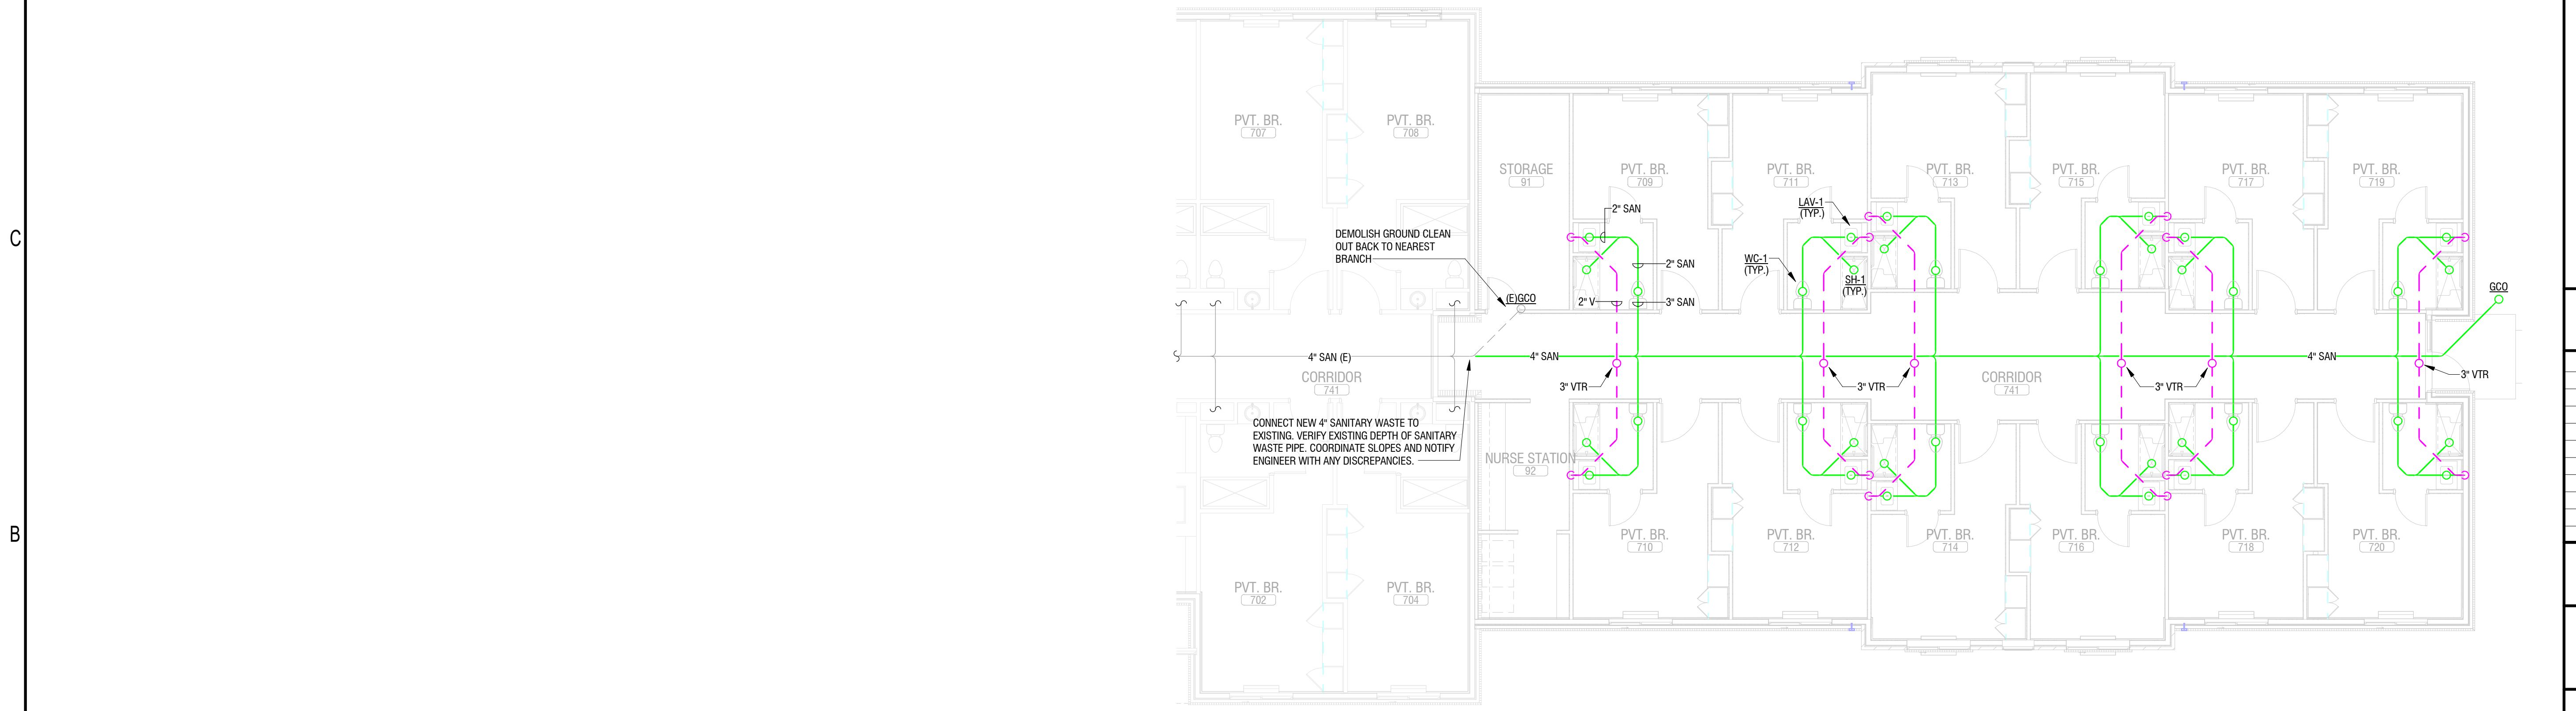 C
B
PVT. BR.
707
PVT. BR.
708
STORAGE
91
PVT. BR.
709
PVT. BR.
711
PVT. BR.
713
PVT. BR.
715
PVT. BR.
717
PVT. BR.
719
2" SAN
LAV-1
(TYP.)
DEMOLISH GROUND CLEAN
OUT BACK TO NEAREST
BRANCH
2" SAN
WC-1
(TYP.)
SH-1
(TYP.)
(E)GCO
2" V
3" SAN
GCO
4" SAN (E)
4" SAN
4" SAN
CORRIDOR
741
3" VTR
3" VTR
CORRIDOR
741
3" VTR
3" VTR
CONNECT NEW 4" SANITARY WASTE TO
EXISTING. VERIFY EXISTING DEPTH OF SANITARY
WASTE PIPE. COORDINATE SLOPES AND NOTIFY
ENGINEER WITH ANY DISCREPANCIES.
NURSE STATION
92
PVT. BR.
710
PVT. BR.
712
PVT. BR.
714
PVT. BR.
716
PVT. BR.
718
PVT. BR.
720
PVT. BR.
702
PVT. BR.
704